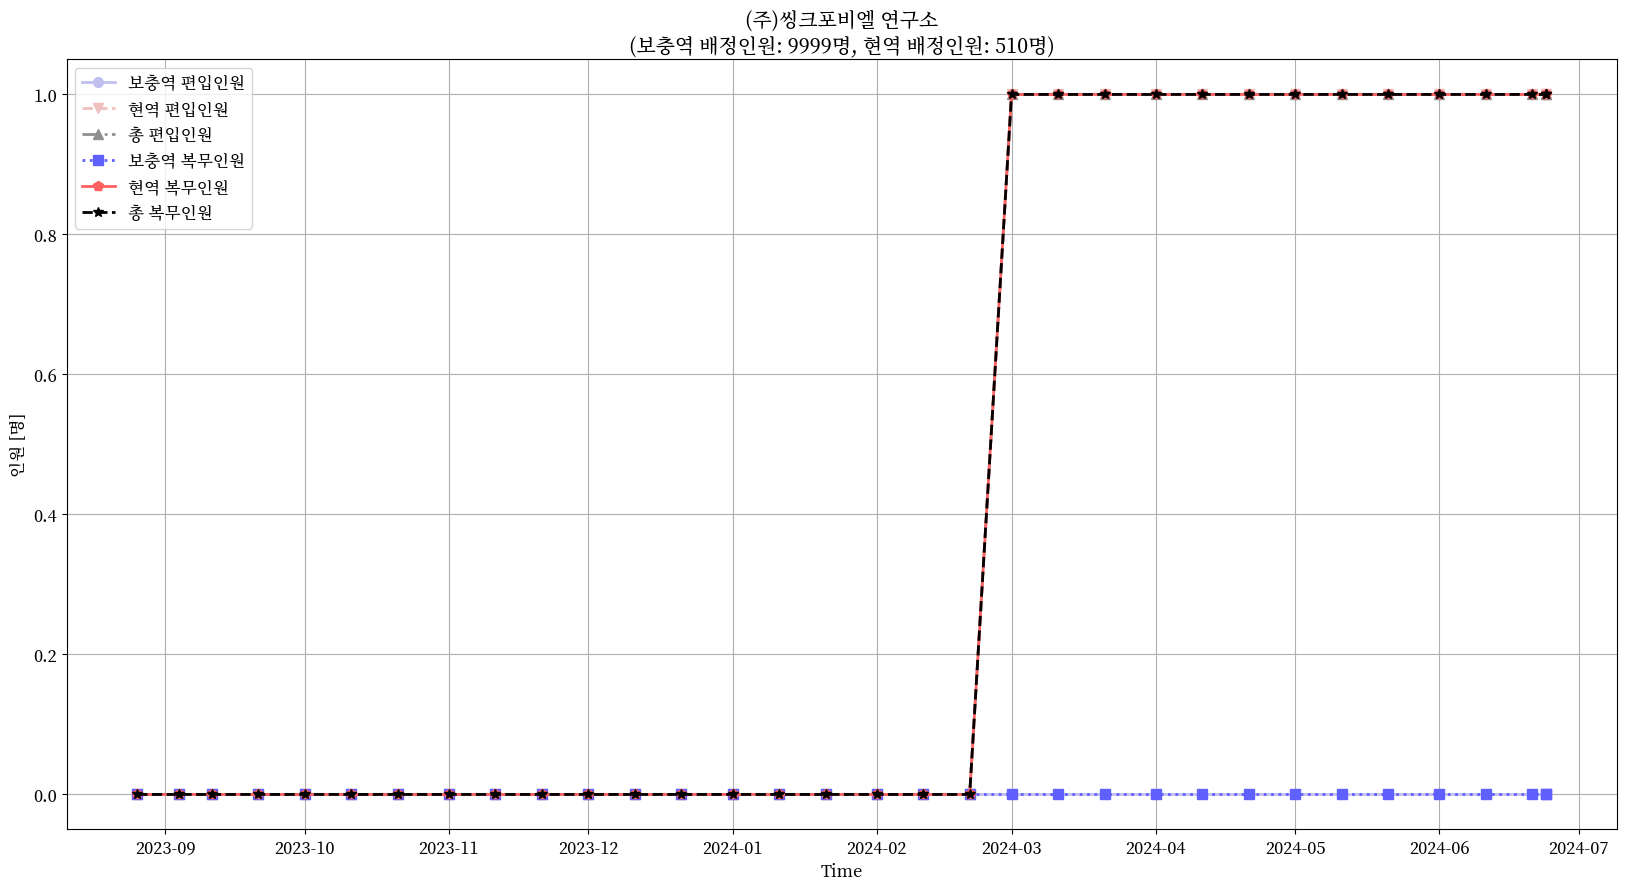 (주)씽크포비엘 연구소
(보충역 배정인원: 9999명, 현역 배정인원: 510명)
보충역 편입인원
현역 편입인원
총 편입인원
보충역 복무인원
현역 복무인원
총 복무인원
1.0
0.8
0.6
0.4
0.2
0.0
인원 [명]
2023-09 2023-10 2023-11 2023-12 2024-01 2024-02 2024-03 2024-04 2024-05 2024-06 2024-07
Time